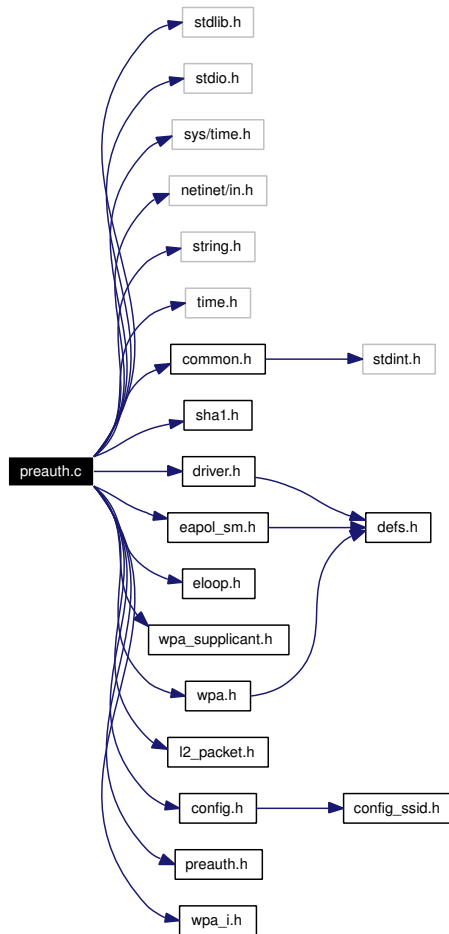 stdlib.h
stdio.h
sys/time.h
netinet/in.h
string.h
time.h
common.h
stdint.h
sha1.h
preauth.c
driver.h
eapol_sm.h
defs.h
eloop.h
wpa_supplicant.h
wpa.h
l2_packet.h
config.h
config_ssid.h
preauth.h
wpa_i.h